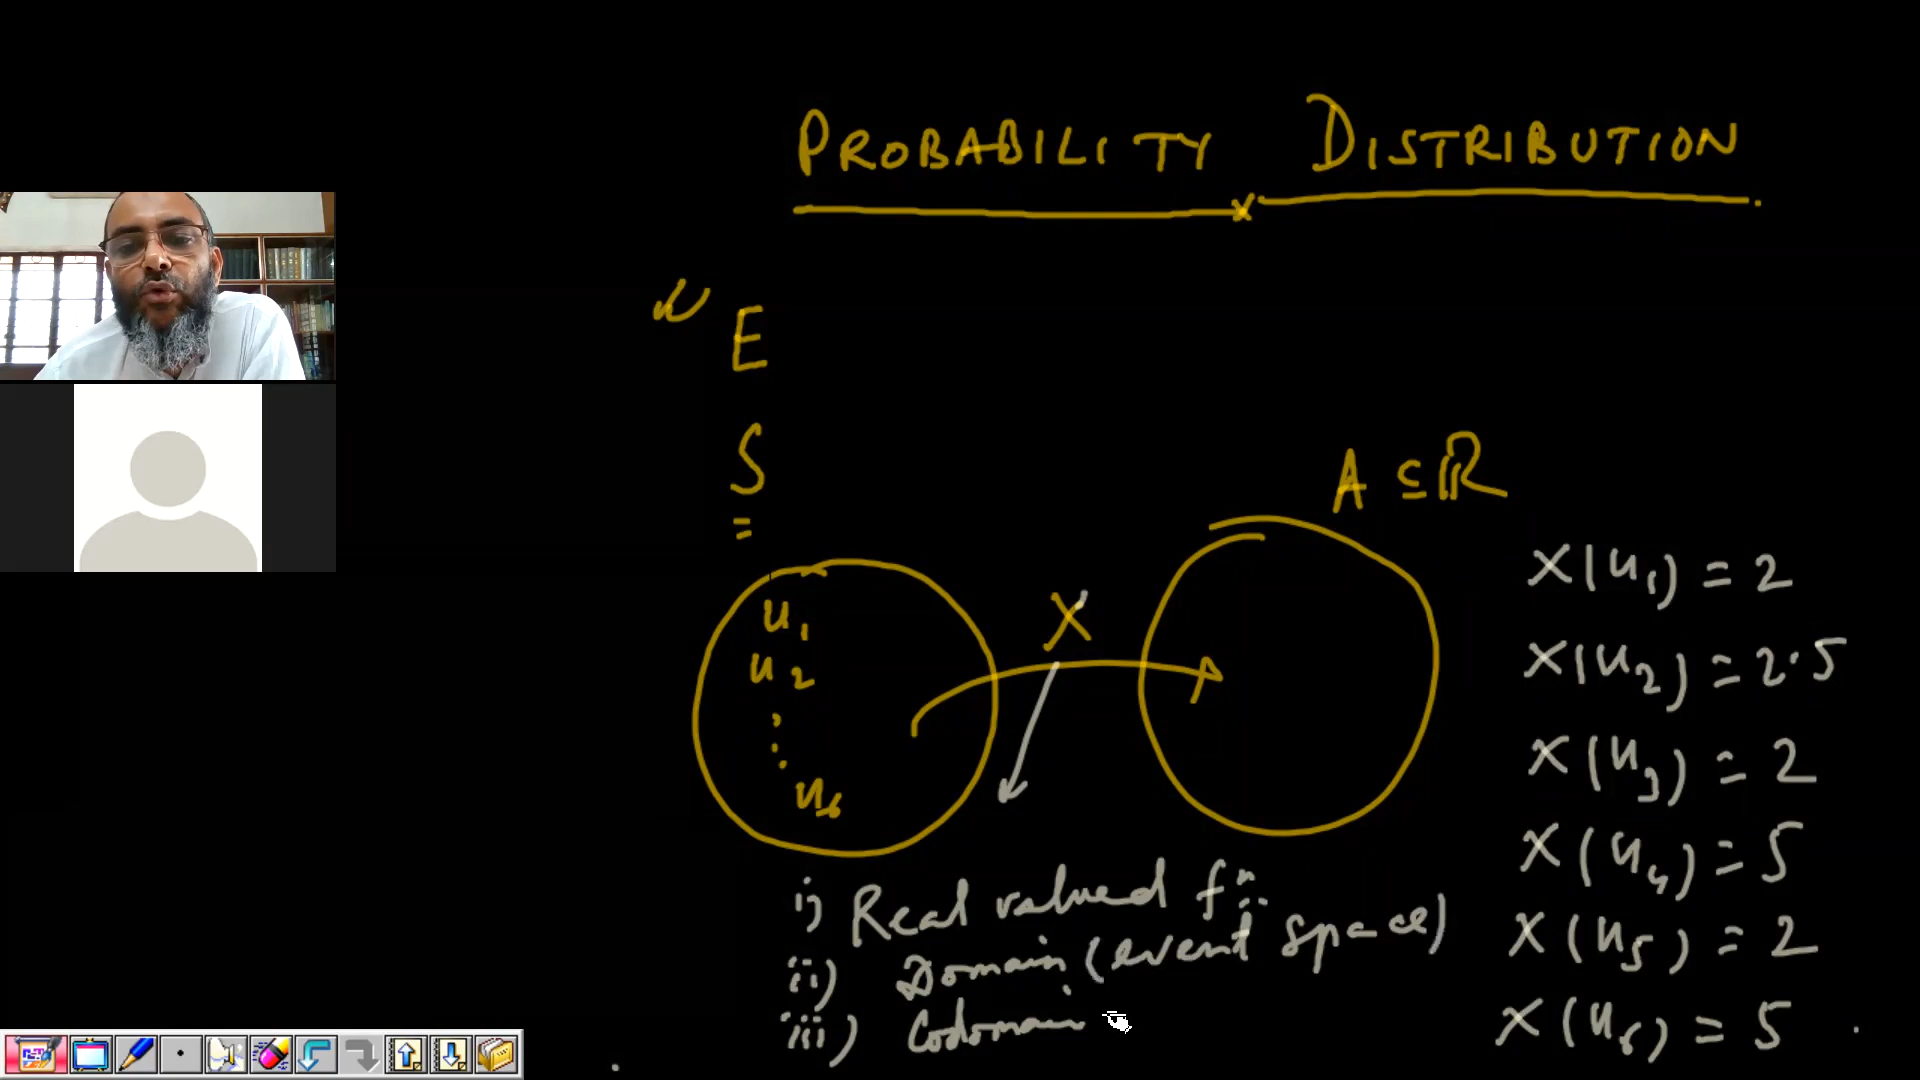 PROBABILITY DISTRIBUTION
E
S
=
A ⊆ ℝ
u₁
u₂
⋮
u₆
X
X(u₁) = 2
X(u₂) = 2.5
X(u₃) = 2
X(u₄) = 5
X(u₅) = 2
X(u₆) = 5
i) Real valued fⁿ.
ii) Domain (event space)
iii) Codomain